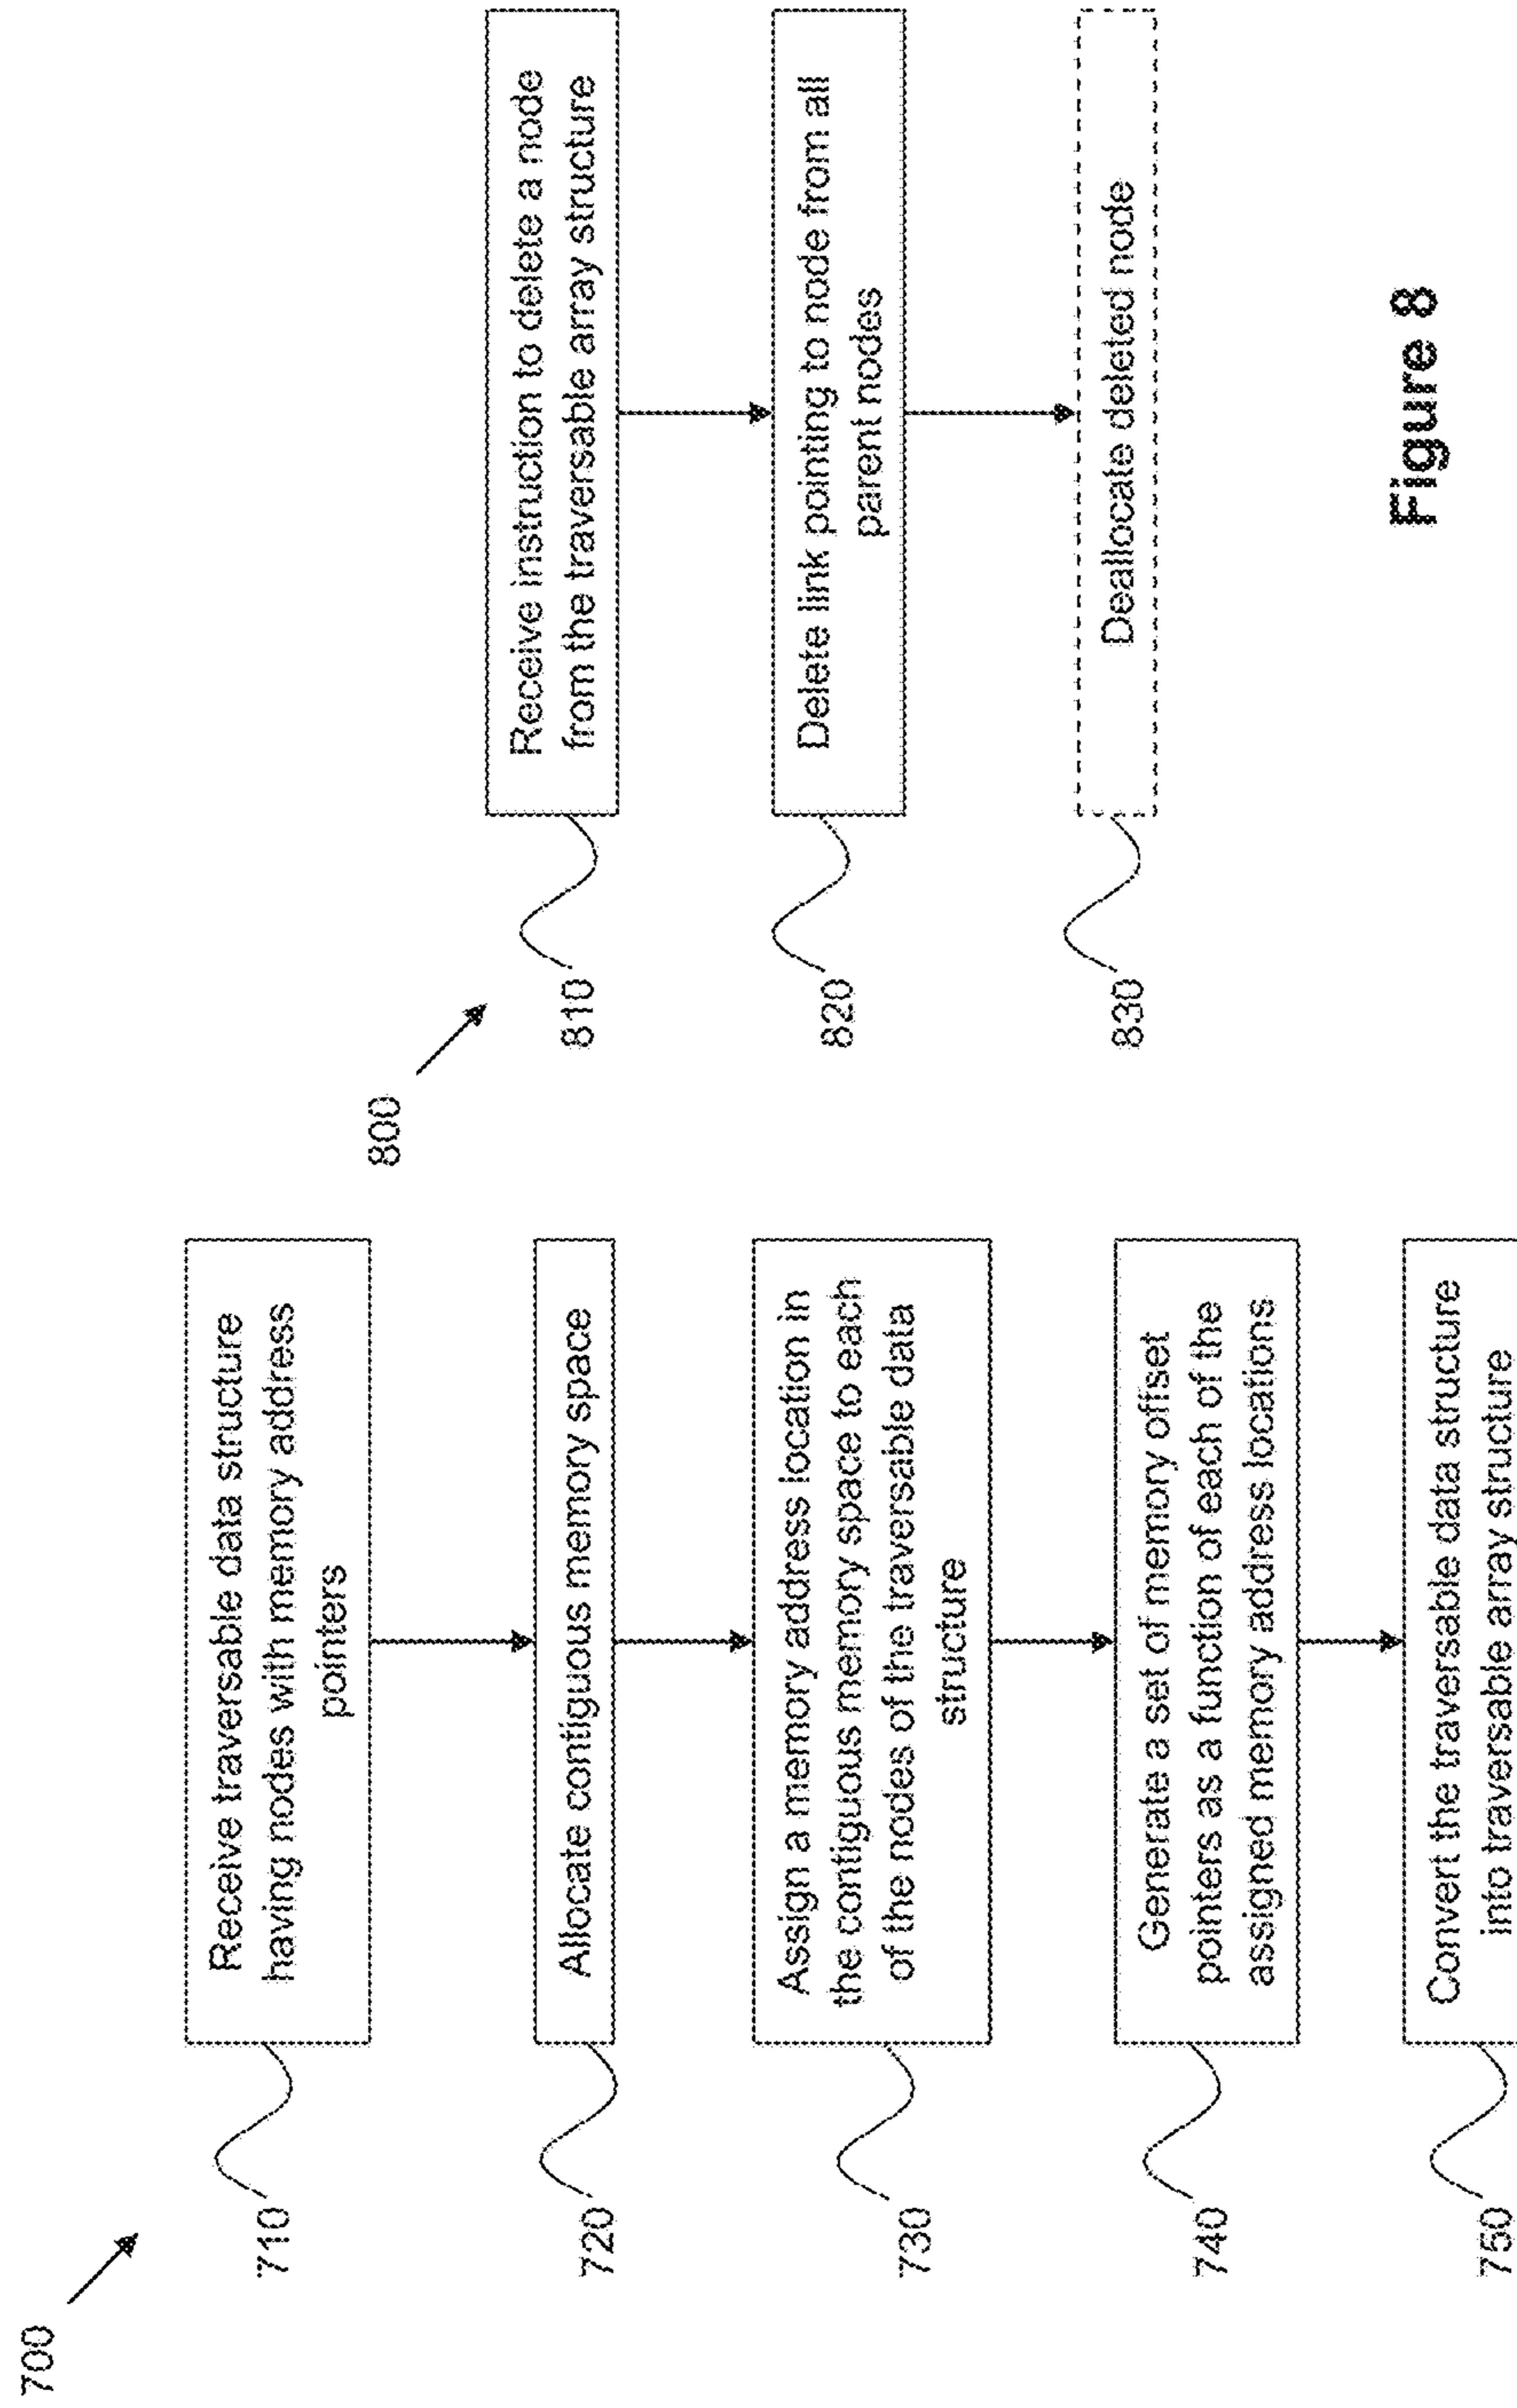 700
710
Receive traversable data structure
having nodes with memory address
pointers
720
Allocate contiguous memory space
730
Assign a memory address location in
the contiguous memory space to each
of the nodes of the traversable data
structure
740
Generate a set of memory offset
pointers as a function of each of the
assigned memory address locations
750
Convert the traversable data structure
into traversable array structure
800
810
Receive instruction to delete a node
from the traversable array structure
820
Delete link pointing to node from all
parent nodes
830
Deallocate deleted node
Figure 8